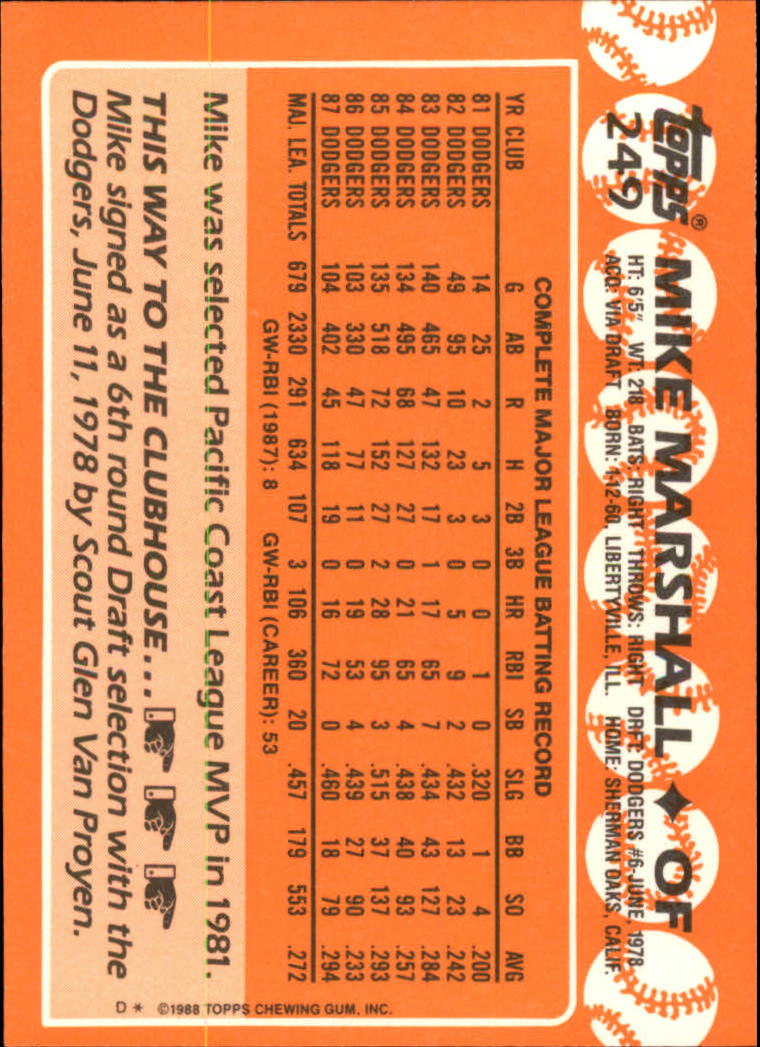 topps®
249
MIKE MARSHALL ♦ OF
HT: 6'5" WT: 218 BATS: RIGHT THROWS: RIGHT DRFT: DODGERS #6-JUNE, 1978
ACQ: VIA DRAFT BORN: 1-12-60, LIBERTYVILLE, ILL. HOME: SHERMAN OAKS, CALIF.
COMPLETE MAJOR LEAGUE BATTING RECORD
YR CLUB G AB R H 2B 3B HR RBI SB SLG BB SO AVG
81 DODGERS 14 25 2 5 3 0 0 1 0 .320 1 4 .200
82 DODGERS 49 95 10 23 3 0 5 9 2 .432 13 23 .242
83 DODGERS 140 465 47 132 17 1 17 65 7 .434 43 127 .284
84 DODGERS 134 495 68 127 27 0 21 65 4 .438 40 93 .257
85 DODGERS 135 518 72 152 27 2 28 95 3 .515 37 137 .293
86 DODGERS 103 330 47 77 11 0 19 53 4 .439 27 90 .233
87 DODGERS 104 402 45 118 19 0 16 72 0 .460 18 79 .294
MAJ. LEA. TOTALS 679 2330 291 634 107 3 106 360 20 .457 179 553 .272
GW-RBI (1987): 8 GW-RBI (CAREER): 53
Mike was selected Pacific Coast League MVP in 1981.
THIS WAY TO THE CLUBHOUSE...
Mike signed as a 6th round Draft selection with the
Dodgers, June 11, 1978 by Scout Glen Van Proyen.
D * ©1988 TOPPS CHEWING GUM, INC.